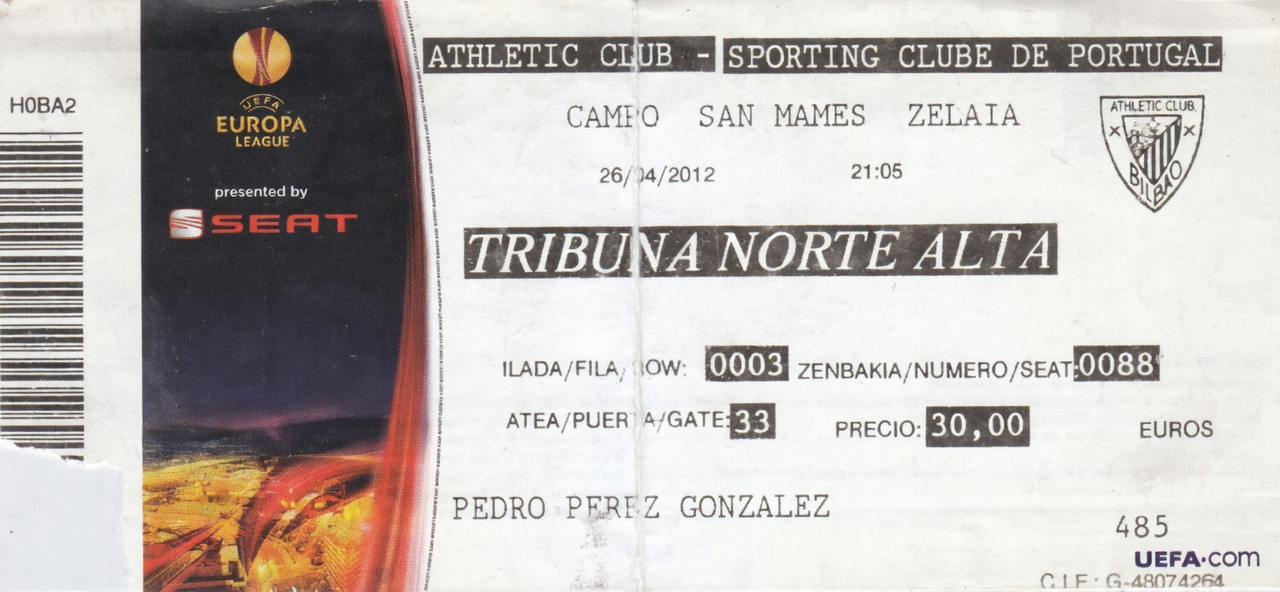 H0BA2
UEFA
EUROPA
LEAGUE
presented by
SEAT
ATHLETIC CLUB - SPORTING CLUBE DE PORTUGAL
CAMPO SAN MAMES ZELAIA
26/04/2012 21:05
ATHLETIC CLUB
BILBAO
TRIBUNA NORTE ALTA
ILADA/FILA/ROW: 0003 ZENBAKIA/NUMERO/SEAT:0088
ATEA/PUERTA/GATE:33 PRECIO: 30,00 EUROS
PEDRO PEREZ GONZALEZ
485
UEFA.com
C.I.F.: G-48074264